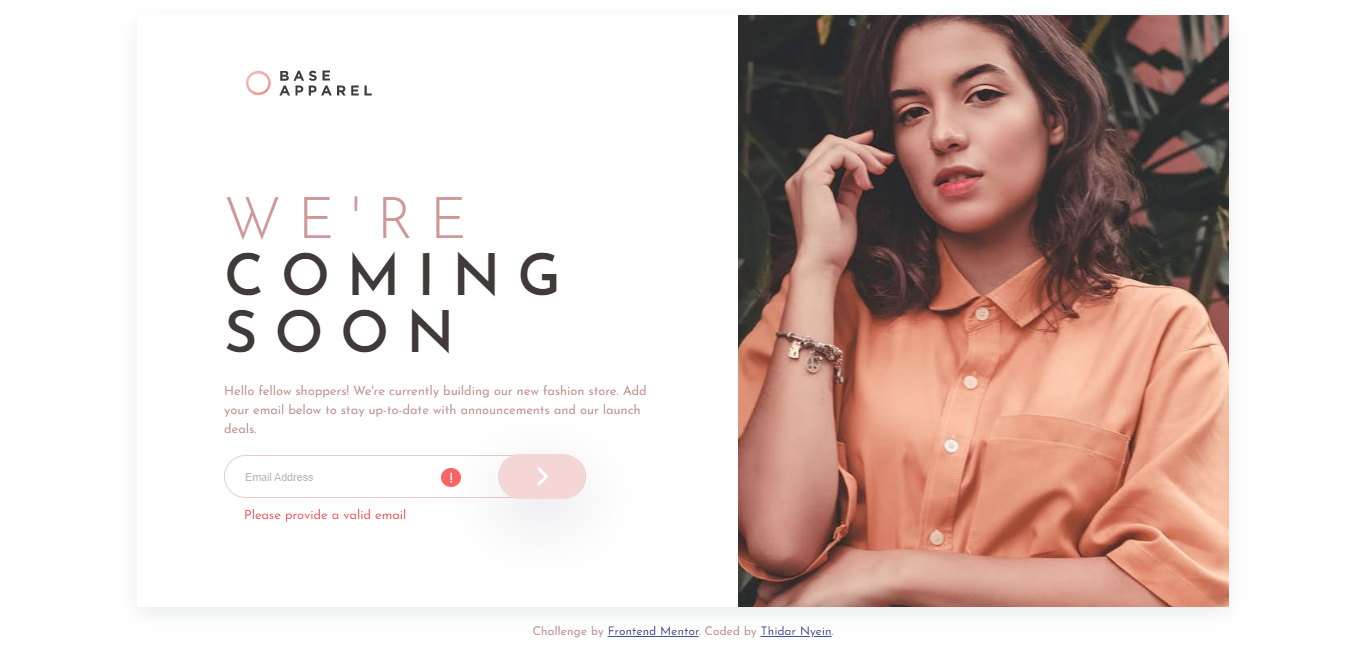 BASE
APPAREL
WE'RE
COMING
SOON
Hello fellow shoppers! We're currently building our new fashion store. Add
your email below to stay up-to-date with announcements and our launch
deals.
Email Address !
Please provide a valid email
Challenge by Frontend Mentor. Coded by Thidar Nyein.